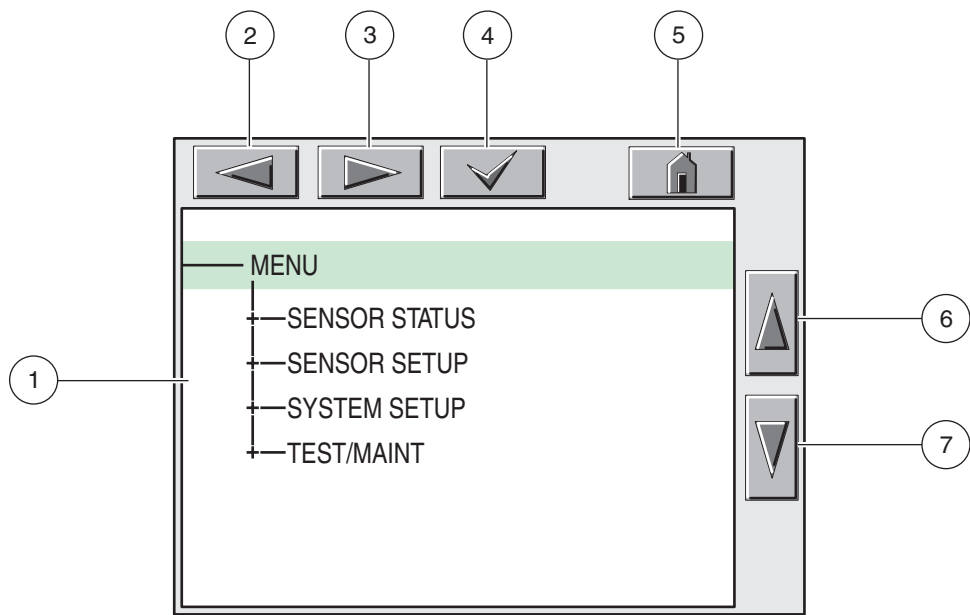 2
3
4
5
MENU
SENSOR STATUS
SENSOR SETUP
SYSTEM SETUP
TEST/MAINT
1
6
7